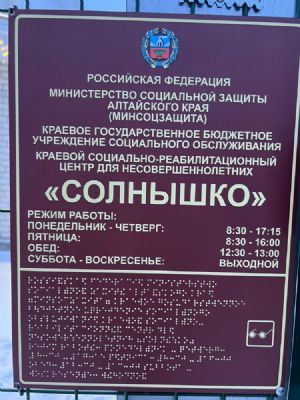 РОССИЙСКАЯ ФЕДЕРАЦИЯ
МИНИСТЕРСТВО СОЦИАЛЬНОЙ ЗАЩИТЫ
АЛТАЙСКОГО КРАЯ
(МИНСОЦЗАЩИТА)
КРАЕВОЕ ГОСУДАРСТВЕННОЕ БЮДЖЕТНОЕ
УЧРЕЖДЕНИЕ СОЦИАЛЬНОГО ОБСЛУЖИВАНИЯ
КРАЕВОЙ СОЦИАЛЬНО-РЕАБИЛИТАЦИОННЫЙ
ЦЕНТР ДЛЯ НЕСОВЕРШЕННОЛЕТНИХ
«СОЛНЫШКО»
РЕЖИМ РАБОТЫ:
ПОНЕДЕЛЬНИК - ЧЕТВЕРГ: 8:30 - 17:15
ПЯТНИЦА: 8:30 - 16:00
ОБЕД: 12:30 - 13:00
СУББОТА - ВОСКРЕСЕНЬЕ: ВЫХОДНОЙ